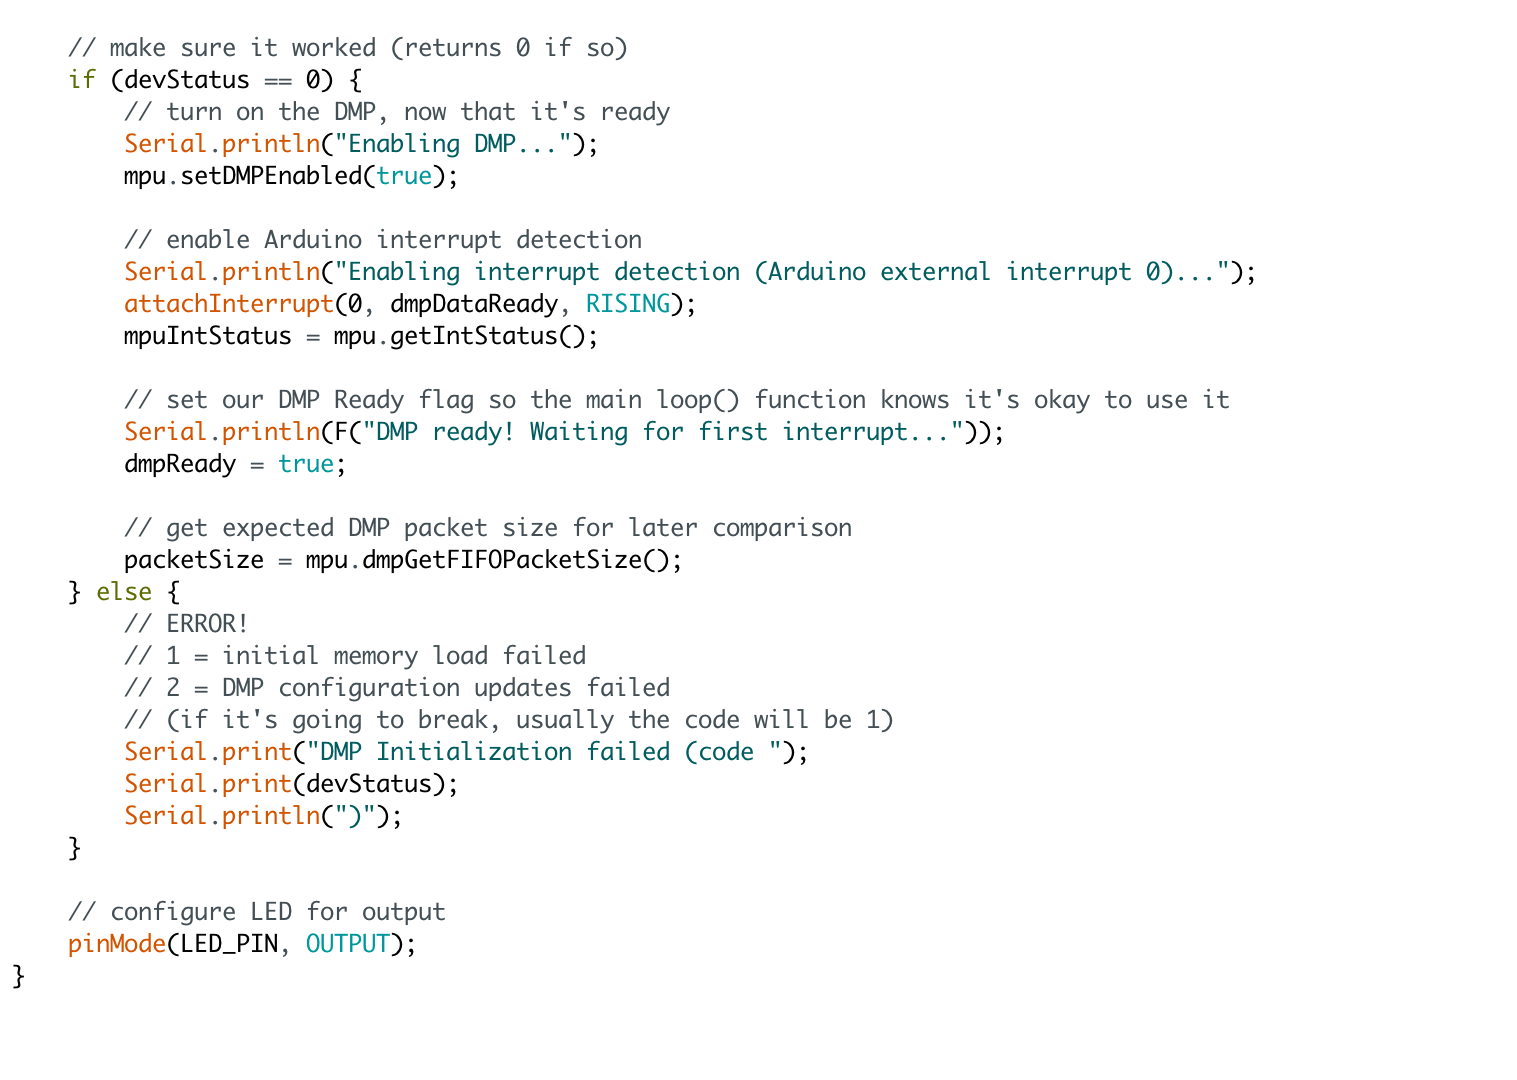 // make sure it worked (returns 0 if so)
if (devStatus == 0) {
// turn on the DMP, now that it's ready
Serial.println("Enabling DMP...");
mpu.setDMPEnabled(true);
// enable Arduino interrupt detection
Serial.println("Enabling interrupt detection (Arduino external interrupt 0)...");
attachInterrupt(0, dmpDataReady, RISING);
mpuIntStatus = mpu.getIntStatus();
// set our DMP Ready flag so the main loop() function knows it's okay to use it
Serial.println(F("DMP ready! Waiting for first interrupt..."));
dmpReady = true;
// get expected DMP packet size for later comparison
packetSize = mpu.dmpGetFIFOPacketSize();
} else {
// ERROR!
// 1 = initial memory load failed
// 2 = DMP configuration updates failed
// (if it's going to break, usually the code will be 1)
Serial.print("DMP Initialization failed (code ");
Serial.print(devStatus);
Serial.println(")");
}
// configure LED for output
pinMode(LED_PIN, OUTPUT);
}